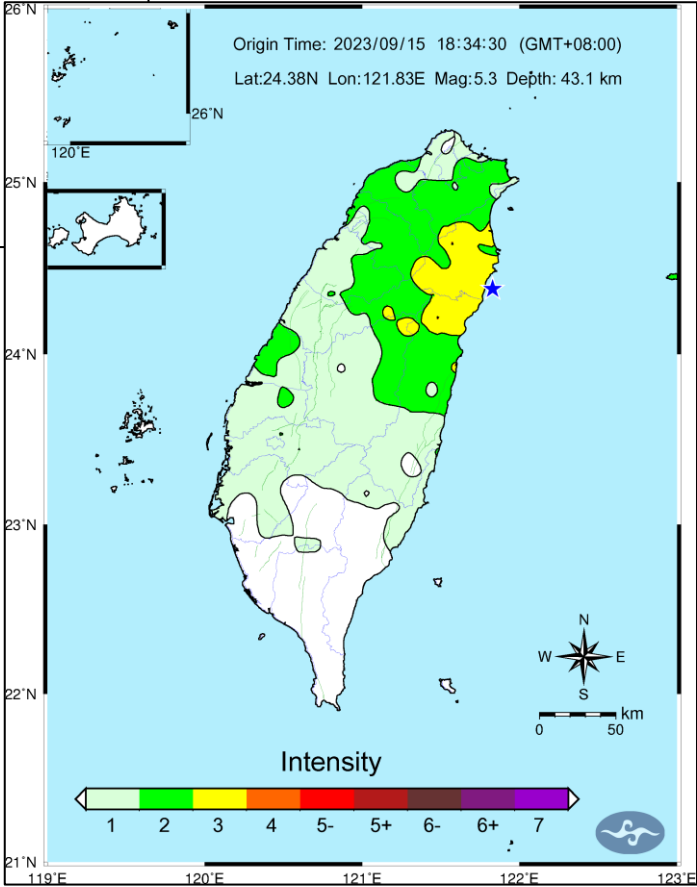 26°N
Origin Time: 2023/09/15 18:34:30 (GMT+08:00)
Lat:24.38N Lon:121.83E Mag:5.3 Depth: 43.1 km
26°N
120°E
25°N
24°N
23°N
N
W E
S
22°N
km
0 50
Intensity
1 2 3 4 5- 5+ 6- 6+ 7
21°N
119°E 120°E 121°E 122°E 123°E